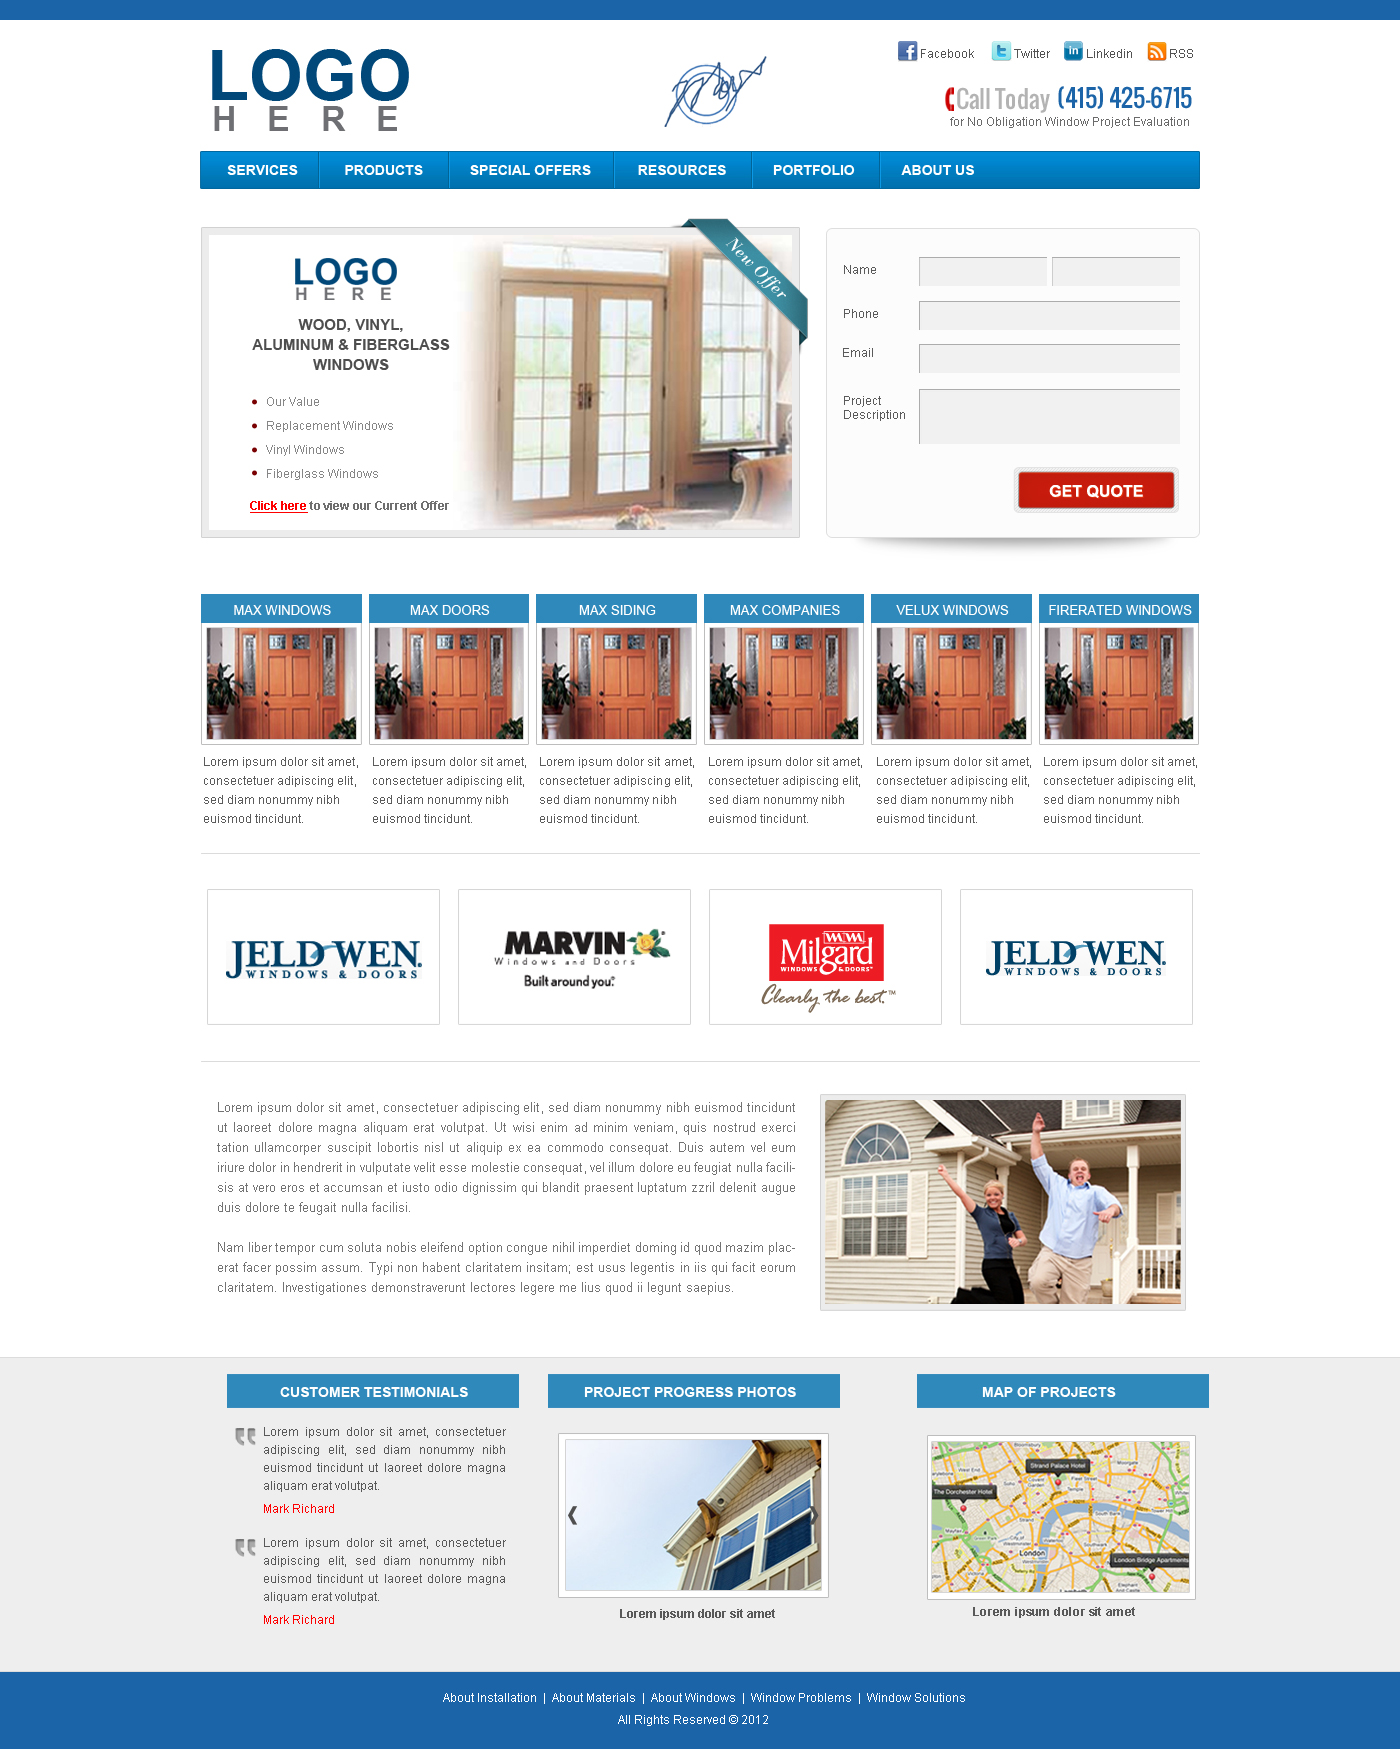 LOGO
HERE
Facebook Twitter Linkedin RSS
Call Today (415) 425-6715
for No Obligation Window Project Evaluation
SERVICES PRODUCTS SPECIAL OFFERS RESOURCES PORTFOLIO ABOUT US
New Offer
LOGO
HERE
WOOD, VINYL,
ALUMINUM & FIBERGLASS
WINDOWS
Our Value
Replacement Windows
Vinyl Windows
Fiberglass Windows
Click here to view our Current Offer
Name
Phone
Email
Project
Description
GET QUOTE
MAX WINDOWS
Lorem ipsum dolor sit amet,
consectetuer adipiscing elit,
sed diam nonummy nibh
euismod tincidunt.
MAX DOORS
Lorem ipsum dolor sit amet,
consectetuer adipiscing elit,
sed diam nonummy nibh
euismod tincidunt.
MAX SIDING
Lorem ipsum dolor sit amet,
consectetuer adipiscing elit,
sed diam nonummy nibh
euismod tincidunt.
MAX COMPANIES
Lorem ipsum dolor sit amet,
consectetuer adipiscing elit,
sed diam nonummy nibh
euismod tincidunt.
VELUX WINDOWS
Lorem ipsum dolor sit amet,
consectetuer adipiscing elit,
sed diam nonummy nibh
euismod tincidunt.
FIRERATED WINDOWS
Lorem ipsum dolor sit amet,
consectetuer adipiscing elit,
sed diam nonummy nibh
euismod tincidunt.
JELD WEN.
WINDOWS & DOORS
MARVIN
Windows and Doors
Built around you.
Milgard
WINDOWS & DOORS
Clearly the best.™
JELD WEN.
WINDOWS & DOORS
Lorem ipsum dolor sit amet, consectetuer adipiscing elit, sed diam nonummy nibh euismod tincidunt
ut laoreet dolore magna aliquam erat volutpat. Ut wisi enim ad minim veniam, quis nostrud exerci
tation ullamcorper suscipit lobortis nisl ut aliquip ex ea commodo consequat. Duis autem vel eum
iriure dolor in hendrerit in vulputate velit esse molestie consequat, vel illum dolore eu feugiat nulla facili-
sis at vero eros et accumsan et iusto odio dignissim qui blandit praesent luptatum zzril delenit augue
duis dolore te feugait nulla facilisi.
Nam liber tempor cum soluta nobis eleifend option congue nihil imperdiet doming id quod mazim plac-
erat facer possim assum. Typi non habent claritatem insitam; est usus legentis in iis qui facit eorum
claritatem. Investigationes demonstraverunt lectores legere me lius quod ii legunt saepius.
CUSTOMER TESTIMONIALS
Lorem ipsum dolor sit amet, consectetuer
adipiscing elit, sed diam nonummy nibh
euismod tincidunt ut laoreet dolore magna
aliquam erat volutpat.
Mark Richard
Lorem ipsum dolor sit amet, consectetuer
adipiscing elit, sed diam nonummy nibh
euismod tincidunt ut laoreet dolore magna
aliquam erat volutpat.
Mark Richard
PROJECT PROGRESS PHOTOS
Lorem ipsum dolor sit amet
MAP OF PROJECTS
Strand Palace Hotel
The Dorchester Hotel
London
London Bridge Apartments
Lorem ipsum dolor sit amet
About Installation | About Materials | About Windows | Window Problems | Window Solutions
All Rights Reserved © 2012